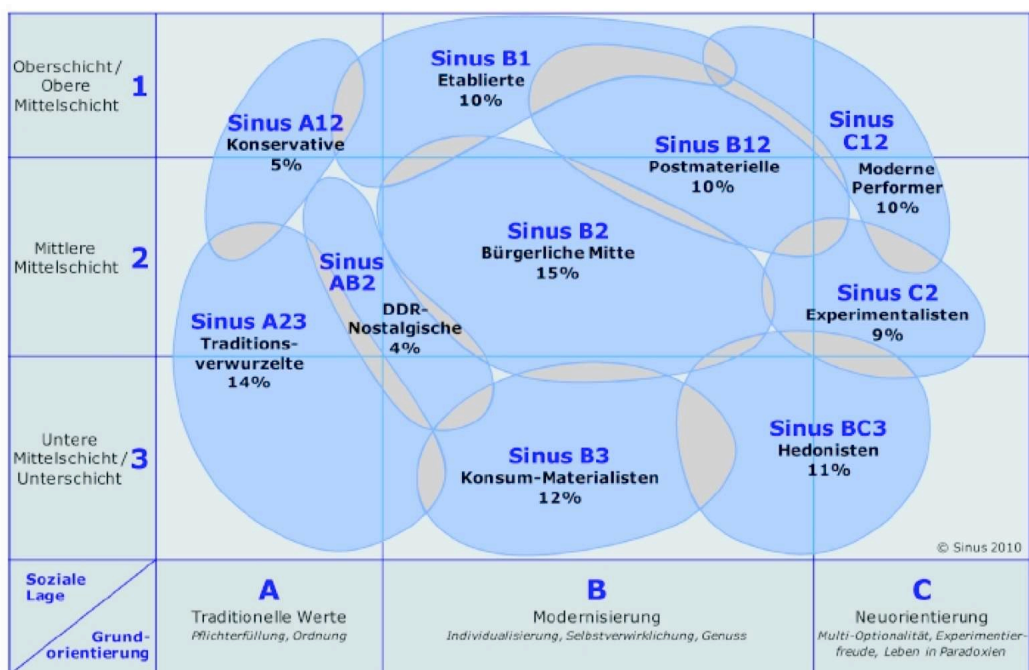 Oberschicht/
Obere
Mittelschicht
1
Sinus B1
Etablierte
10%
Sinus A12
Konservative
5%
Sinus B12
Postmaterielle
10%
Sinus
C12
Moderne
Performer
10%
Mittlere
Mittelschicht
2
Sinus
AB2
DDR-
Nostalgische
4%
Sinus B2
Bürgerliche Mitte
15%
Sinus C2
Experimentalisten
9%
Sinus A23
Traditions-
verwurzelte
14%
Untere
Mittelschicht/
Unterschicht
3
Sinus B3
Konsum-Materialisten
12%
Sinus BC3
Hedonisten
11%
© Sinus 2010
Soziale
Lage
Grund-
orientierung
A
Traditionelle Werte
Pflichterfüllung, Ordnung
B
Modernisierung
Individualisierung, Selbstverwirklichung, Genuss
C
Neuorientierung
Multi-Optionalität, Experimentier-
freude, Leben in Paradoxien